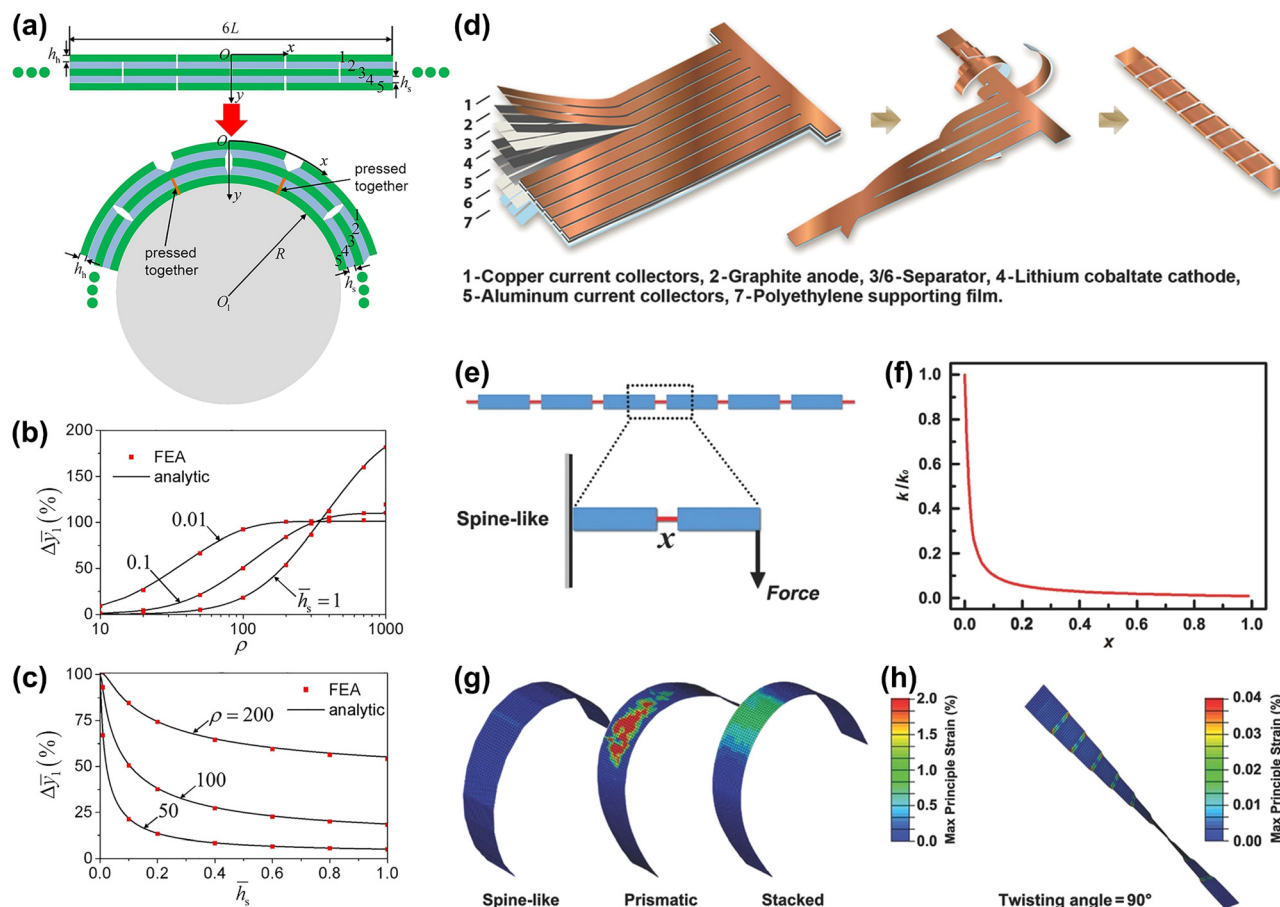 (a)
6L
O
x
h_h
1
2
3
4
5
h_s
y
O
x
pressed
together
y
1
2
3
4
5
pressed
together
R
h_h
h_s
O_1
(b)
200
150
100
50
0
Δȳ_1 (%)
FEA
analytic
0.01
0.1
h̄_s = 1
10
100
1000
ρ
(c)
100
75
50
25
0
Δȳ_1 (%)
FEA
analytic
ρ = 200
100
50
0.0
0.2
0.4
0.6
0.8
1.0
h̄_s
(d)
1
2
3
4
5
6
7
1-Copper current collectors, 2-Graphite anode, 3/6-Separator, 4-Lithium cobaltate cathode,
5-Aluminum current collectors, 7-Polyethylene supporting film.
(e)
Spine-like
x
Force
(f)
1.0
0.8
0.6
0.4
0.2
0.0
k/k_0
0.0
0.2
0.4
0.6
0.8
1.0
x
(g)
2.0
1.5
1.0
0.5
0.0
Max Principle Strain (%)
Spine-like
Prismatic
Stacked
(h)
0.04
0.03
0.02
0.01
0.00
Max Principle Strain (%)
Twisting angle = 90°